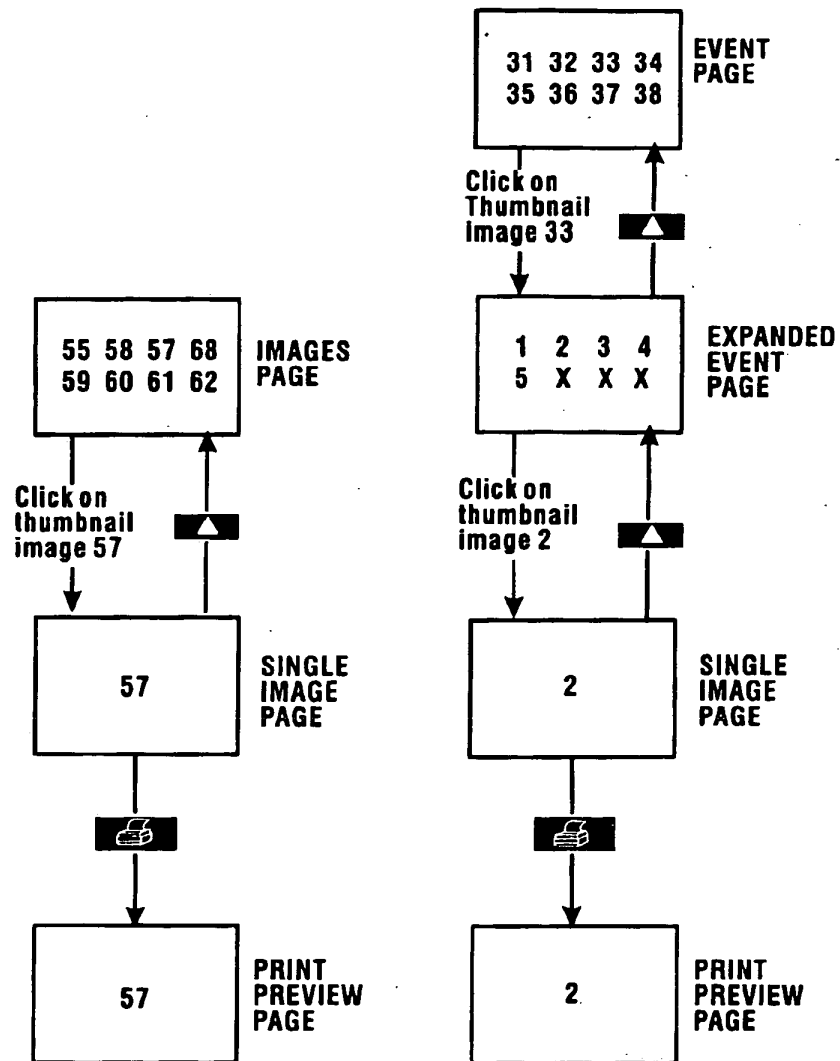 31 32 33 34
35 36 37 38
EVENT
PAGE
Click on
Thumbnail
Image 33
1 2 3 4
5 X X X
EXPANDED
EVENT
PAGE
Click on
thumbnail
image 2
2
SINGLE
IMAGE
PAGE
2
PRINT
PREVIEW
PAGE
55 58 57 68
59 60 61 62
IMAGES
PAGE
Click on
thumbnail
image 57
57
SINGLE
IMAGE
PAGE
57
PRINT
PREVIEW
PAGE